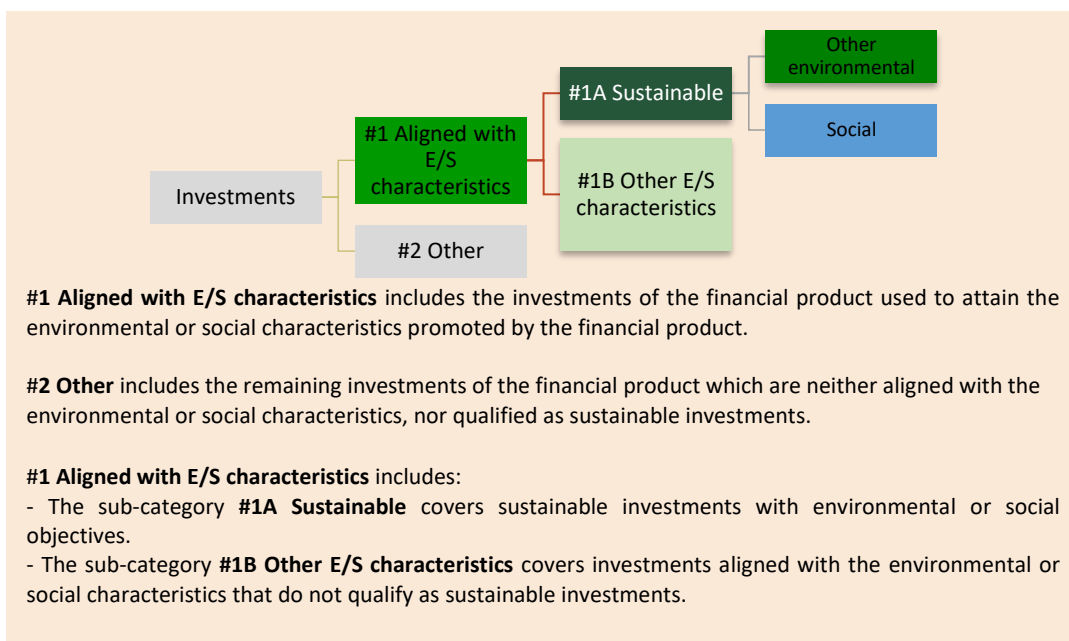 Other
environmental
#1A Sustainable
#1 Aligned with
E/S
characteristics
Social
#1B Other E/S
characteristics
Investments
#2 Other
#1 Aligned with E/S characteristics includes the investments of the financial product used to attain the
environmental or social characteristics promoted by the financial product.
#2 Other includes the remaining investments of the financial product which are neither aligned with the
environmental or social characteristics, nor qualified as sustainable investments.
#1 Aligned with E/S characteristics includes:
- The sub-category #1A Sustainable covers sustainable investments with environmental or social
objectives.
- The sub-category #1B Other E/S characteristics covers investments aligned with the environmental or
social characteristics that do not qualify as sustainable investments.